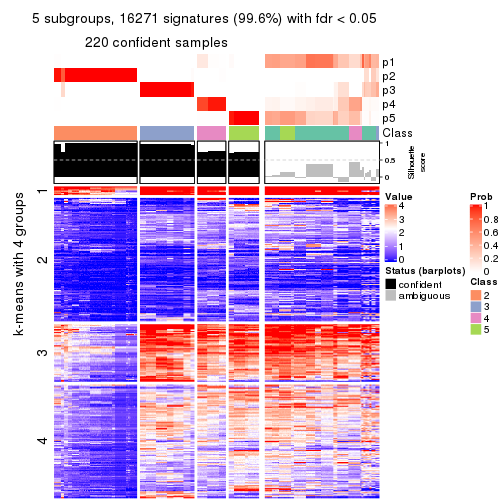 5 subgroups, 16271 signatures (99.6%) with fdr < 0.05
220 confident samples
p1
p2
p3
p4
p5
Class
1
0.5
0
Silhouette
score
k-means with 4 groups
1
2
3
4
Value
4
3
2
1
0
Status (barplots)
confident
ambiguous
Prob
1
0.8
0.6
0.4
0.2
0
Class
2
3
4
5